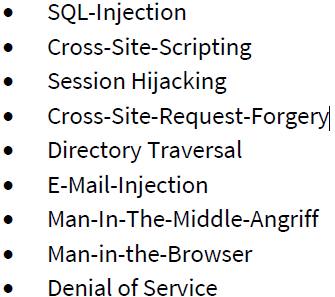 • SQL-Injection
• Cross-Site-Scripting
• Session Hijacking
• Cross-Site-Request-Forgery
• Directory Traversal
• E-Mail-Injection
• Man-In-The-Middle-Angriff
• Man-in-the-Browser
• Denial of Service